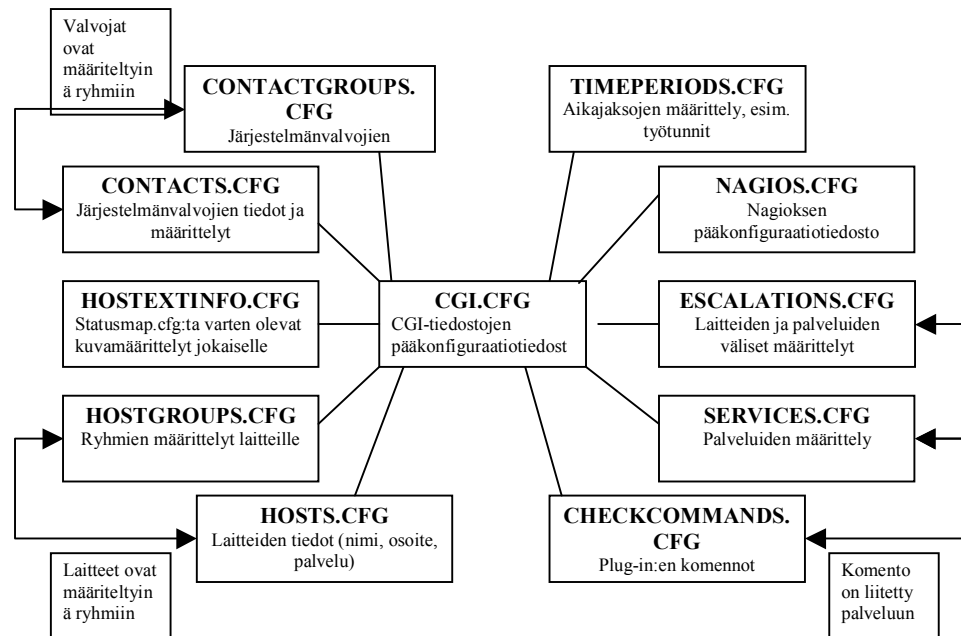 Valvojat
ovat
määriteltyin
ä ryhmiin
CONTACTGROUPS.
CFG
Järjestelmänvalvojien
TIMEPERIODS.CFG
Aikajaksojen määrittely, esim.
työtunnit
CONTACTS.CFG
Järjestelmänvalvojien tiedot ja
määrittelyt
NAGIOS.CFG
Nagioksen
pääkonfiguraatiotiedosto
HOSTEXTINFO.CFG
Statusmap.cfg:ta varten olevat
kuvamäärittelyt jokaiselle
CGI.CFG
CGI-tiedostojen
pääkonfiguraatiotiedost
ESCALATIONS.CFG
Laitteiden ja palveluiden
väliset määrittelyt
HOSTGROUPS.CFG
Ryhmien määrittelyt laitteille
SERVICES.CFG
Palveluiden määrittely
HOSTS.CFG
Laitteiden tiedot (nimi, osoite,
palvelu)
CHECKCOMMANDS.
CFG
Plug-in:en komennot
Laitteet ovat
määriteltyin
ä ryhmiin
Komento
on liitetty
palveluun